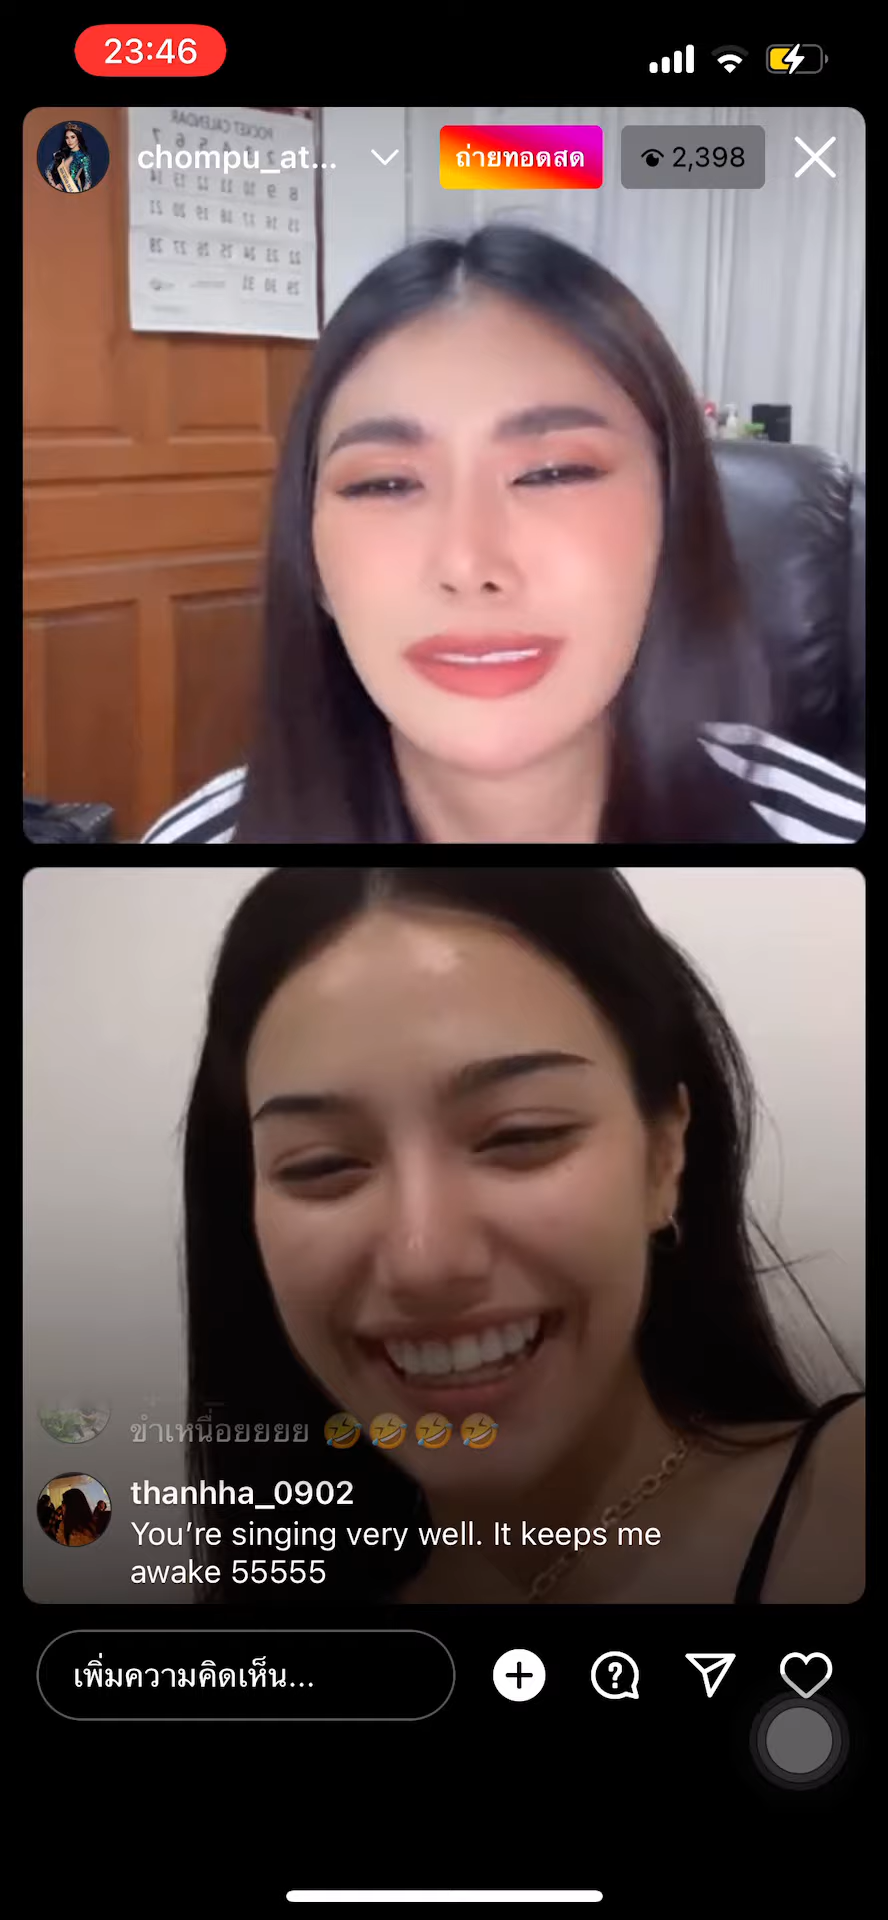 23:46
chompu_at...
ถ่ายทอดสด
2,398
POCKET CALENDAR
ขำเหนื่อยยยยย 🤣🤣🤣🤣
thanhha_0902
You're singing very well. It keeps me
awake 55555
เพิ่มความคิดเห็น...